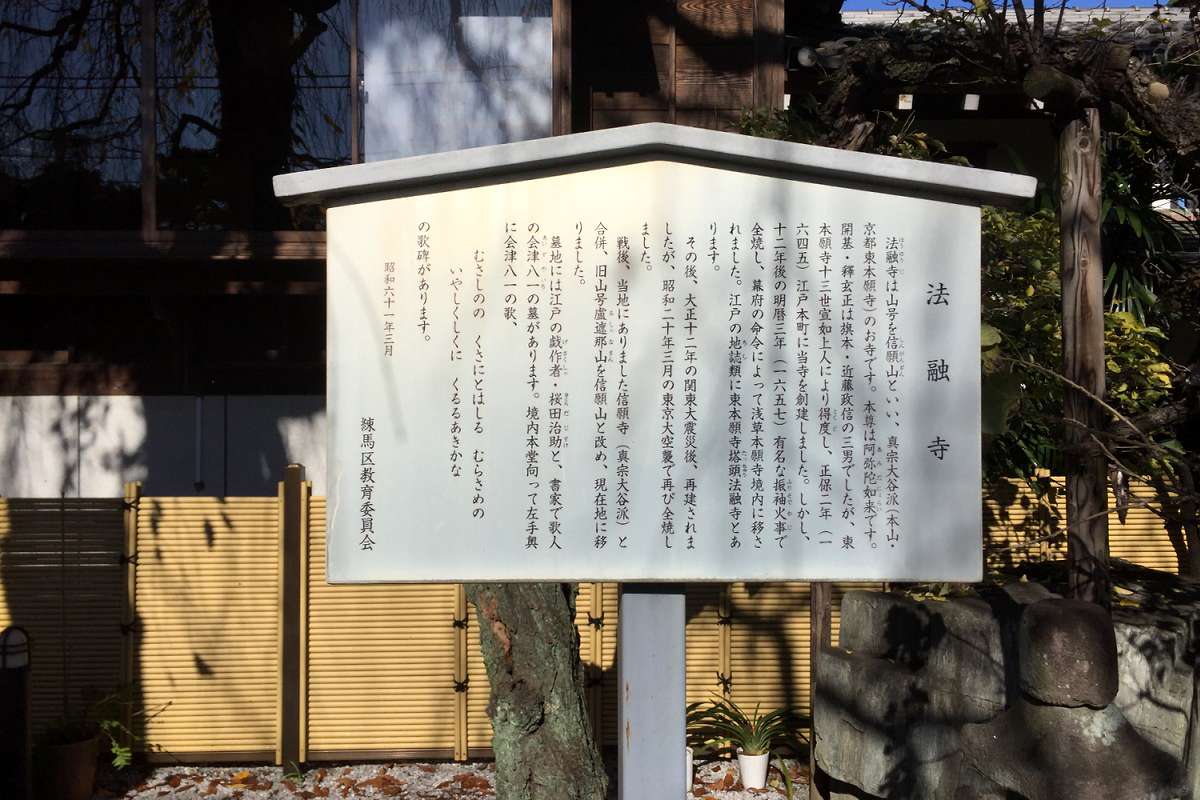 法融寺
法融寺は山号を信願山といい、真宗大谷派（本山・
京都東本願寺）のお寺です。本尊は阿弥陀如来です。
開基・釋玄正は旗本・近藤政信の三男でしたが、東
本願寺十三世宣如上人により得度し、正保二年（一
六四五）江戸本町に当寺を創建しました。しかし、
十二年後の明暦三年（一六五七）有名な振袖火事で
全焼し、幕府の命令によって浅草本願寺境内に移さ
れました。江戸の地誌類に東本願寺塔頭法融寺とあ
ります。
その後、大正十二年の関東大震災後、再建されま
したが、昭和二十年三月の東京大空襲で再び全焼し
ました。
戦後、当地にありました信願寺（真宗大谷派）と
合併、旧山号盧遮那山を信願山と改め、現在地に移
りました。
墓地には江戸の戯作者・桜田治助と、書家で歌人
の会津八一の墓があります。境内本堂向って左手奥
に会津八一の歌、
むさしのの　くさにとはしる　むらさめの
いやしくしくに　くるるあきかな
の歌碑があります。
昭和六十一年三月
練馬区教育委員会